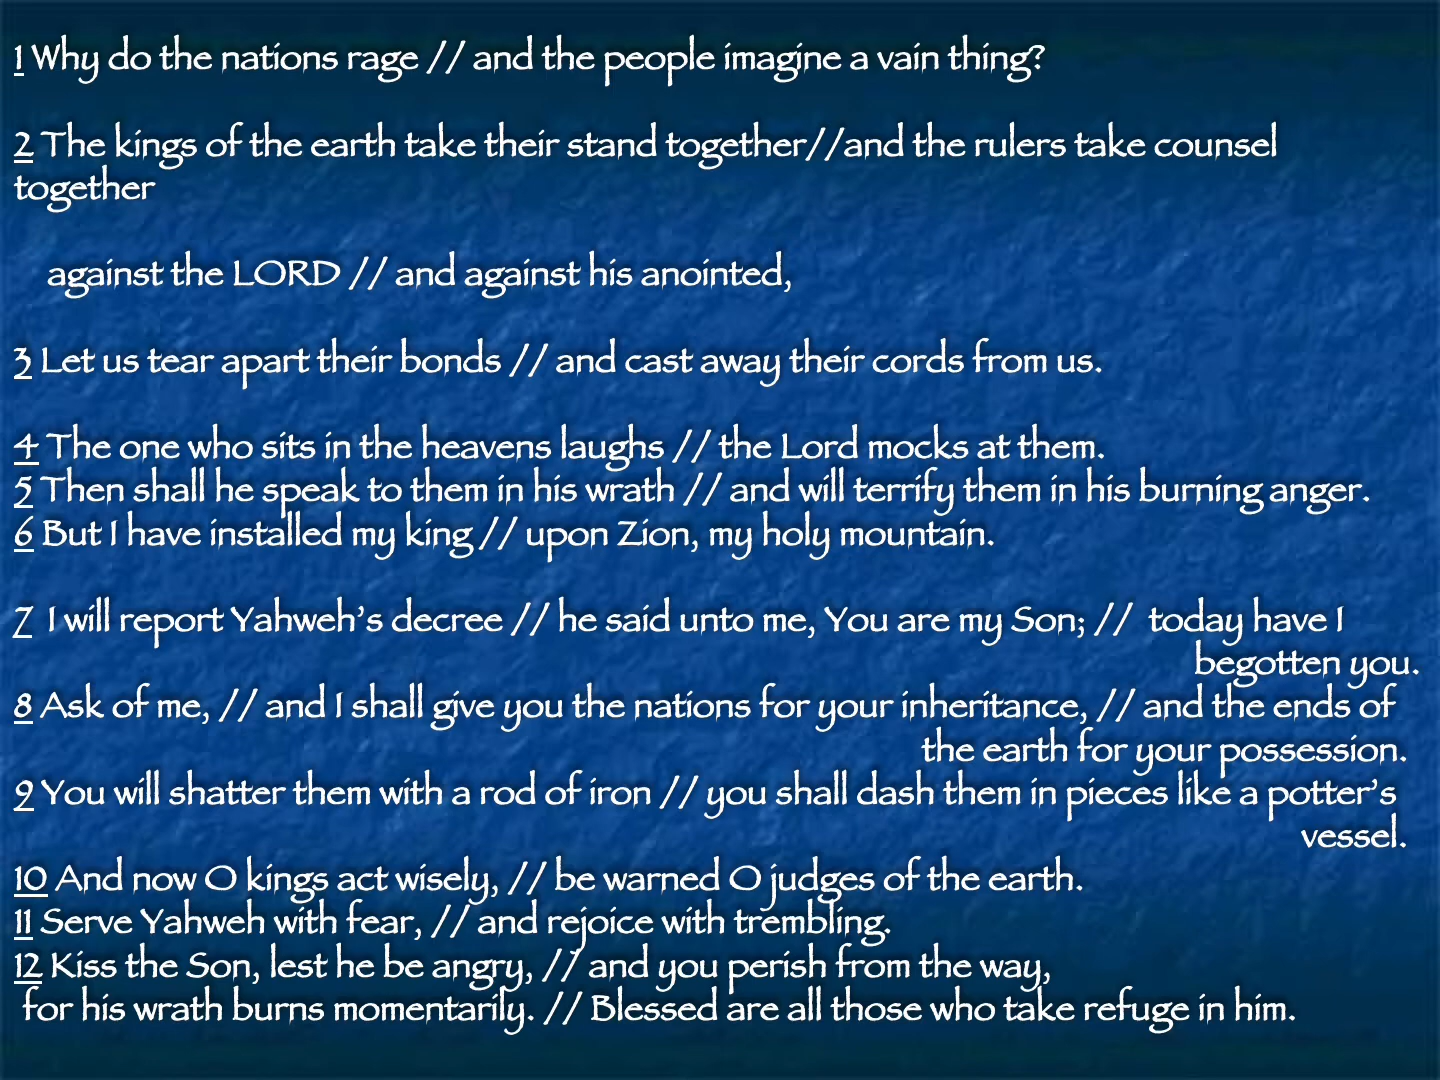 1 Why do the nations rage // and the people imagine a vain thing?
2 The kings of the earth take their stand together//and the rulers take counsel
together
against the LORD // and against his anointed,
3 Let us tear apart their bonds // and cast away their cords from us.
4 The one who sits in the heavens laughs // the Lord mocks at them.
5 Then shall he speak to them in his wrath // and will terrify them in his burning anger.
6 But I have installed my king // upon Zion, my holy mountain.
7 I will report Yahweh’s decree // he said unto me, You are my Son; // today have I
begotten you.
8 Ask of me, // and I shall give you the nations for your inheritance, // and the ends of
the earth for your possession.
9 You will shatter them with a rod of iron // you shall dash them in pieces like a potter’s
vessel.
10 And now O kings act wisely, // be warned O judges of the earth.
11 Serve Yahweh with fear, // and rejoice with trembling.
12 Kiss the Son, lest he be angry, // and you perish from the way,
for his wrath burns momentarily. // Blessed are all those who take refuge in him.